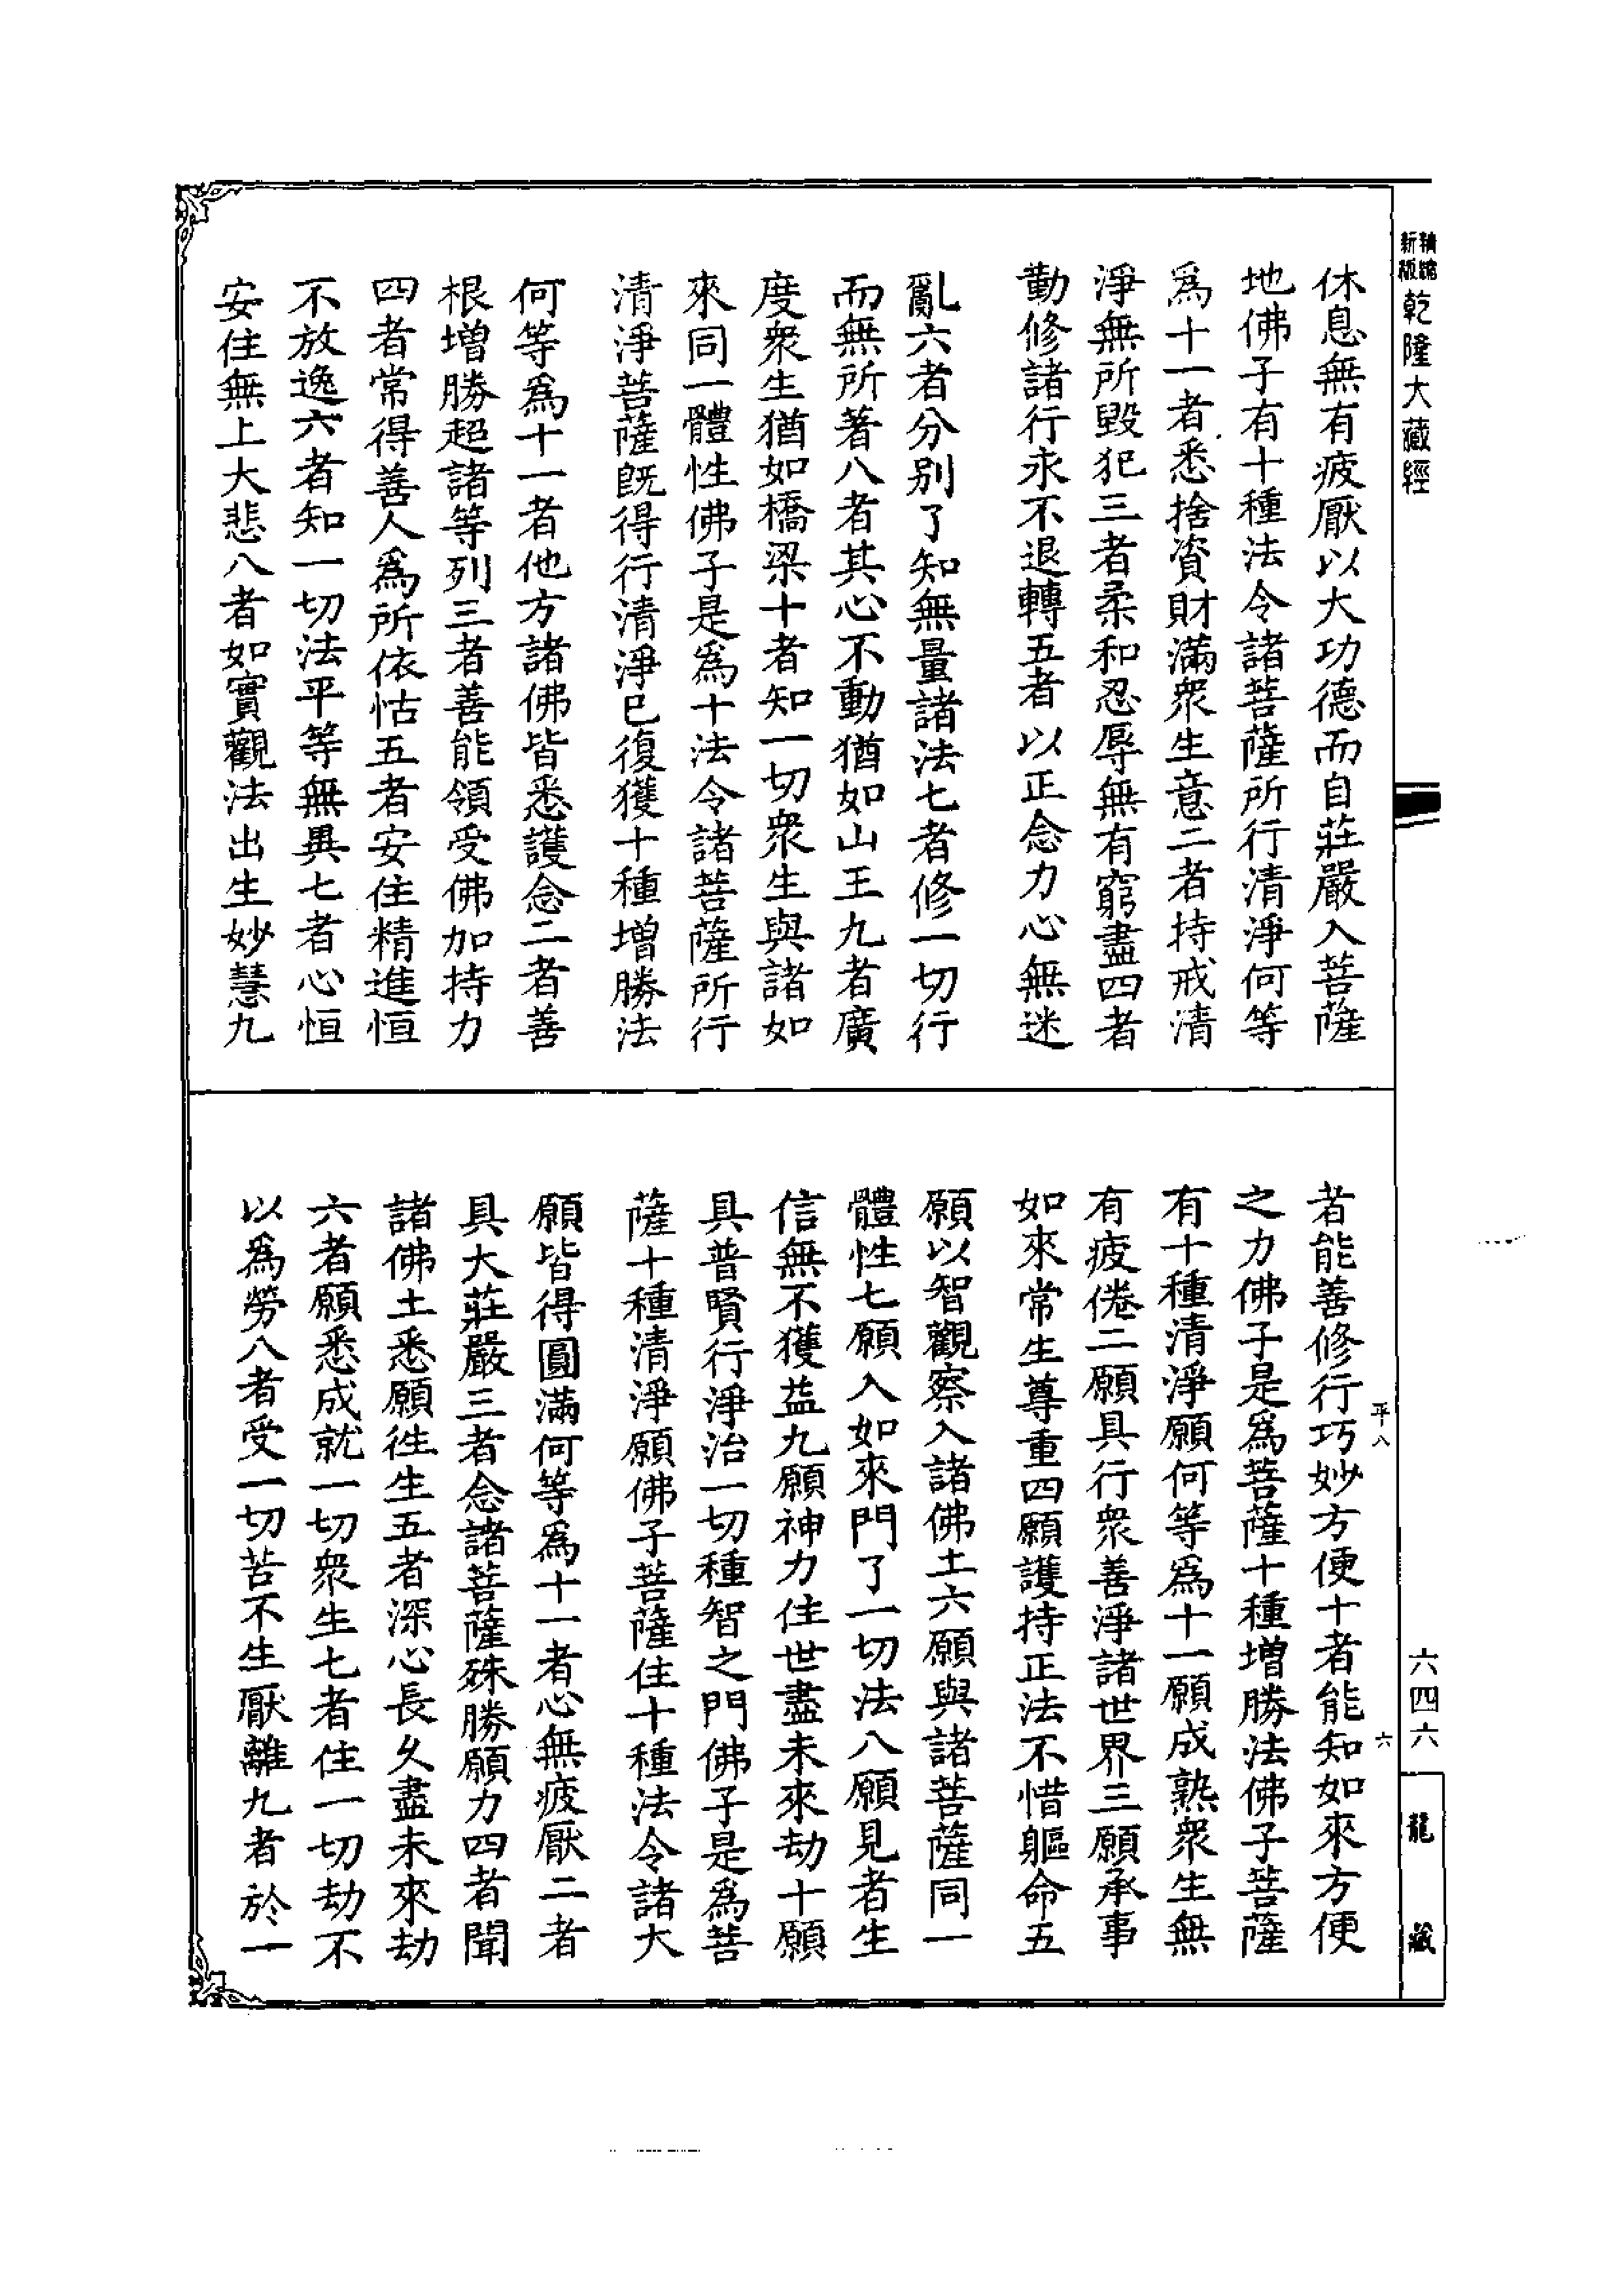 精縮
新版
乾隆大藏經
休息無有疲厭以大功德而自莊嚴入菩薩
地佛子有十種法令諸菩薩所行清淨何等
爲十一者悉捨資財滿衆生意二者持戒清
淨無所毀犯三者柔和忍辱無有窮盡四者
勤修諸行永不退轉五者以正念力心無迷
亂六者分别了知無量諸法七者修一切行
而無所著八者其心不動猶如山王九者廣
度衆生猶如橋梁十者知一切衆生與諸如
來同一體性佛子是爲十法令諸菩薩所行
清淨菩薩既得行清淨已復獲十種增勝法
何等爲十一者他方諸佛皆悉護念二者善
根增勝超諸等列三者善能領受佛加持力
四者常得善人爲所依怙五者安住精進恒
不放逸六者知一切法平等無異七者心恒
安住無上大悲八者如實觀法出生妙慧九
者能善修行巧妙方便十者能知如來方便
之力佛子是爲菩薩十種增勝法佛子菩薩
有十種清淨願何等爲十一願成熟衆生無
有疲倦二願具行衆善淨諸世界三願承事
如來常生尊重四願護持正法不惜軀命五
願以智觀察入諸佛土六願與諸菩薩同一
體性七願入如來門了一切法八願見者生
信無不獲益九願神力住世盡未來劫十願
具普賢行淨治一切種智之門佛子是爲菩
薩十種清淨願佛子菩薩住十種法令諸大
願皆得圓滿何等爲十一者心無疲厭二者
具大莊嚴三者念諸菩薩殊勝願力四者聞
諸佛土悉願徃生五者深心長久盡未來劫
六者願悉成就一切衆生七者住一切劫不
以爲勞八者受一切苦不生厭離九者於一
平八
六
六四六
龍藏